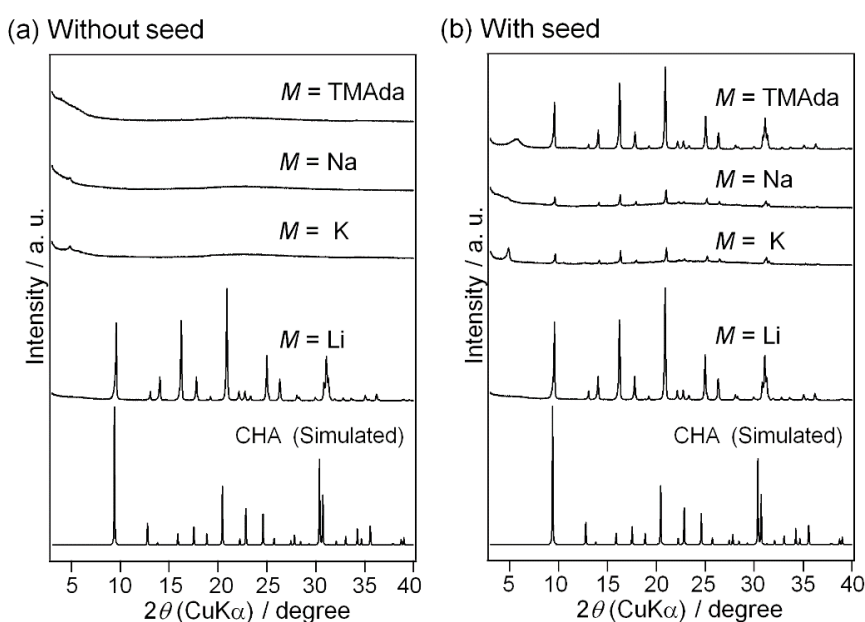 (a) Without seed
M = TMAda
M = Na
M = K
M = Li
CHA (Simulated)
Intensity / a. u.
5 10 15 20 25 30 35 40
2θ (CuKα) / degree
(b) With seed
M = TMAda
M = Na
M = K
M = Li
CHA (Simulated)
Intensity / a. u.
5 10 15 20 25 30 35 40
2θ (CuKα) / degree